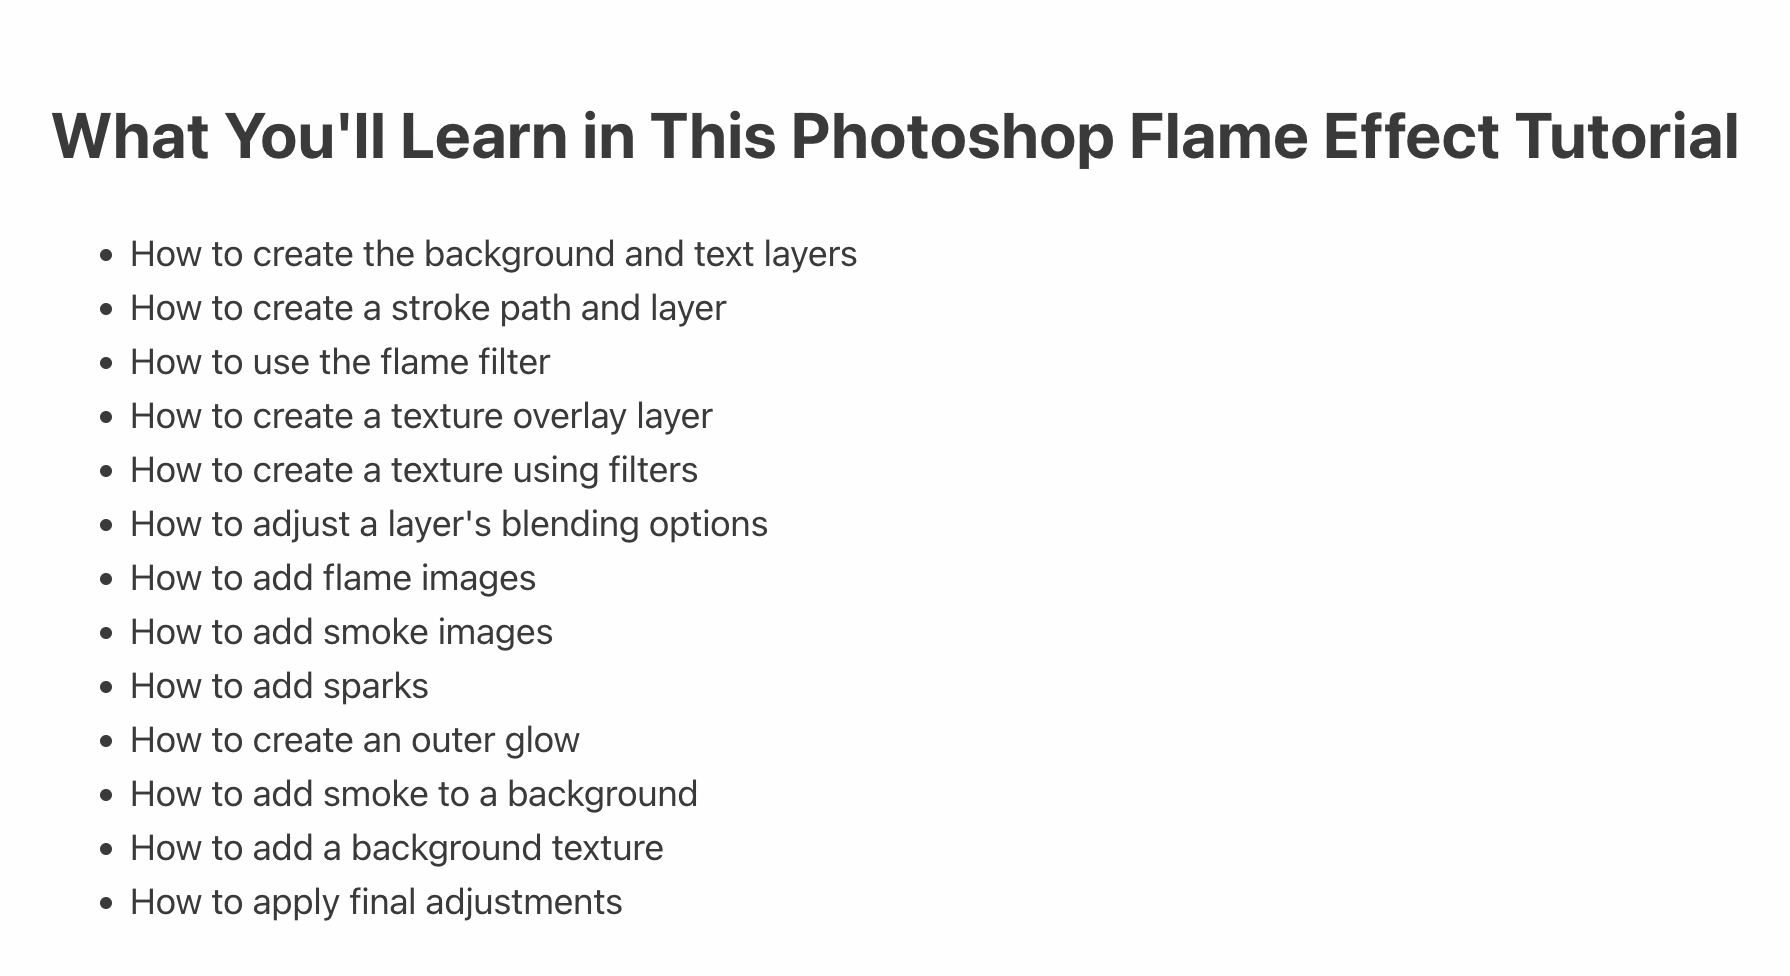 What You'll Learn in This Photoshop Flame Effect Tutorial
• How to create the background and text layers
• How to create a stroke path and layer
• How to use the flame filter
• How to create a texture overlay layer
• How to create a texture using filters
• How to adjust a layer's blending options
• How to add flame images
• How to add smoke images
• How to add sparks
• How to create an outer glow
• How to add smoke to a background
• How to add a background texture
• How to apply final adjustments